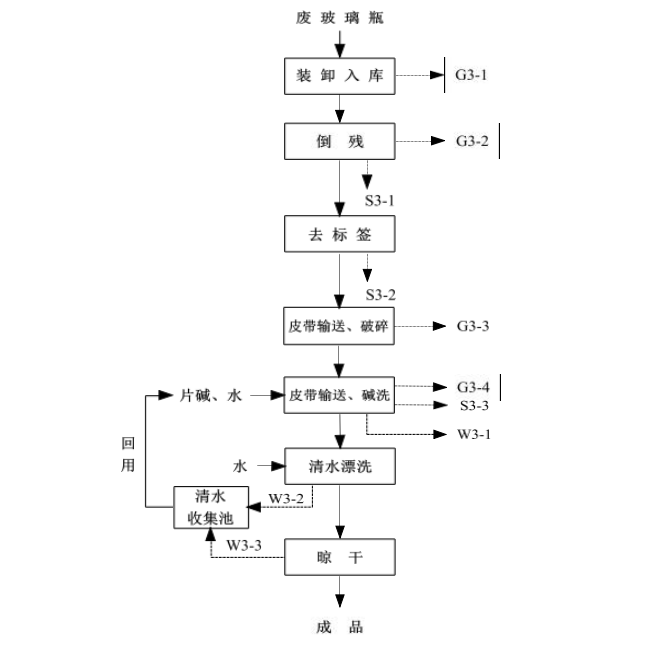 废玻璃瓶
装卸入库
G3-1
倒残
G3-2
S3-1
去标签
S3-2
皮带输送、破碎
G3-3
片碱、水
皮带输送、碱洗
G3-4
S3-3
W3-1
回用
水
清水漂洗
清水
收集池
W3-2
W3-3
晾干
成品